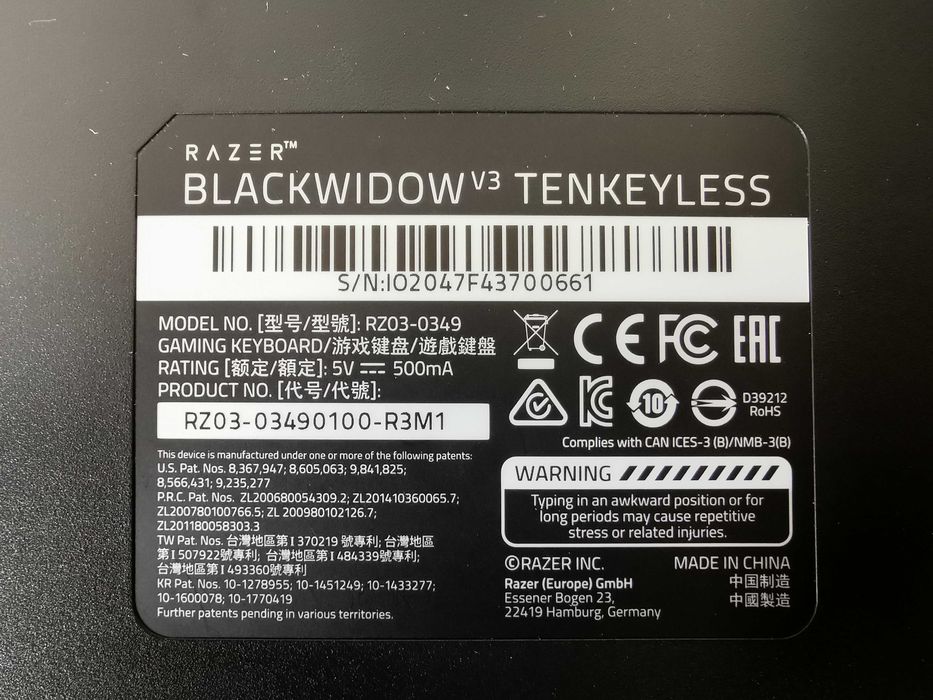 RAZER™
BLACKWIDOW V3 TENKEYLESS
S/N:IO2047F43700661
MODEL NO. [型号/型號]: RZ03-0349
GAMING KEYBOARD/游戏键盘/遊戲鍵盤
RATING [额定/額定]: 5V ⎓ 500mA
PRODUCT NO. [代号/代號]:
RZ03-03490100-R3M1
This device is manufactured under one or more of the following patents:
U.S. Pat. Nos. 8,367,947; 8,605,063; 9,841,825;
8,566,431; 9,235,277
P.R.C. Pat. Nos. ZL200680054309.2; ZL201410360065.7;
ZL200780100766.5; ZL 200980102126.7;
ZL201180058303.3
TW Pat. Nos. 台灣地區第I 370219 號專利; 台灣地區
第I 507922號專利; 台灣地區第I 484339號專利;
台灣地區第I 493360號專利
KR Pat. Nos. 10-1278955; 10-1451249; 10-1433277;
10-1600078; 10-1770419
Further patents pending in various territories.
CE FC EAC
KC 10 D39212
RoHS
Complies with CAN ICES-3 (B)/NMB-3(B)
WARNING
Typing in an awkward position or for
long periods may cause repetitive
stress or related injuries.
©RAZER INC. MADE IN CHINA
Razer (Europe) GmbH 中国制造
Essener Bogen 23, 中國製造
22419 Hamburg, Germany